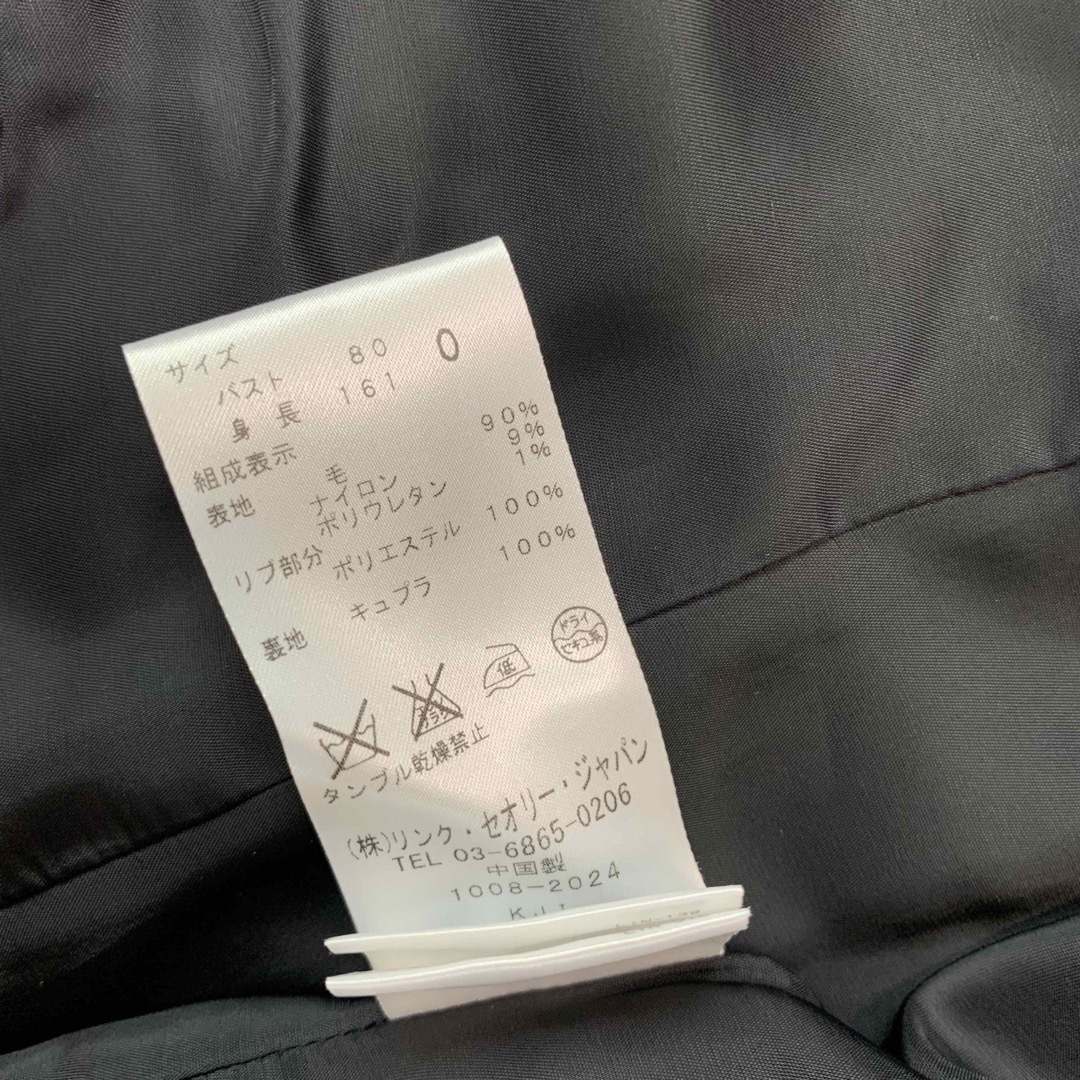 サイズ 0
バスト 80
身長 161
組成表示
表地 毛 90%
ナイロン 9%
ポリウレタン 1%
リブ部分 ポリエステル 100%
裏地 キュプラ 100%
低
ドライ
セキユ系
タンブル乾燥禁止
(株)リンク・セオリー・ジャパン
TEL 03-6865-0206
中国製
1008-2024